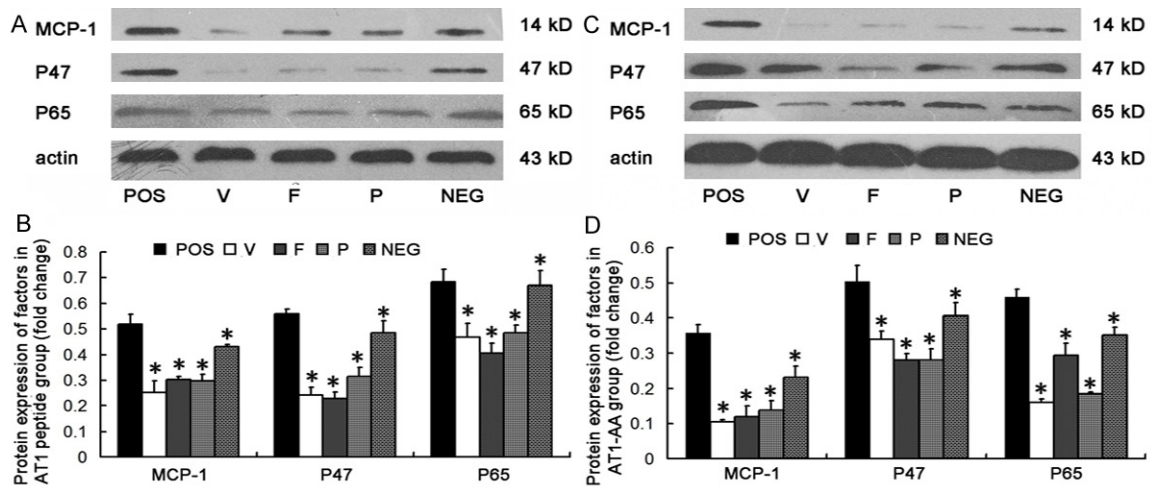 A
MCP-1 14 kD
P47 47 kD
P65 65 kD
actin 43 kD
POS V F P NEG
B
Protein expression of factors in
AT1 peptide group (fold change)
POS V F P NEG
0.8
0.7
0.6
0.5
0.4
0.3
0.2
0.1
0
* * * *
* * * *
* * * *
MCP-1 P47 P65
C
MCP-1 14 kD
P47 47 kD
P65 65 kD
actin 43 kD
POS V F P NEG
D
Protein expression of factors in
AT1-AA group (fold change)
POS V F P NEG
0.6
0.5
0.4
0.3
0.2
0.1
0
* * * *
* * * *
* * * *
MCP-1 P47 P65